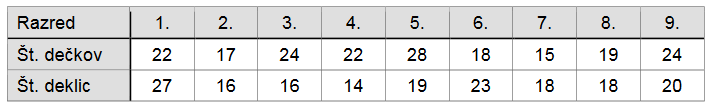 Razred 1. 2. 3. 4. 5. 6. 7. 8. 9.
Št. dečkov 22 17 24 22 28 18 15 19 24
Št. deklic 27 16 16 14 19 23 18 18 20